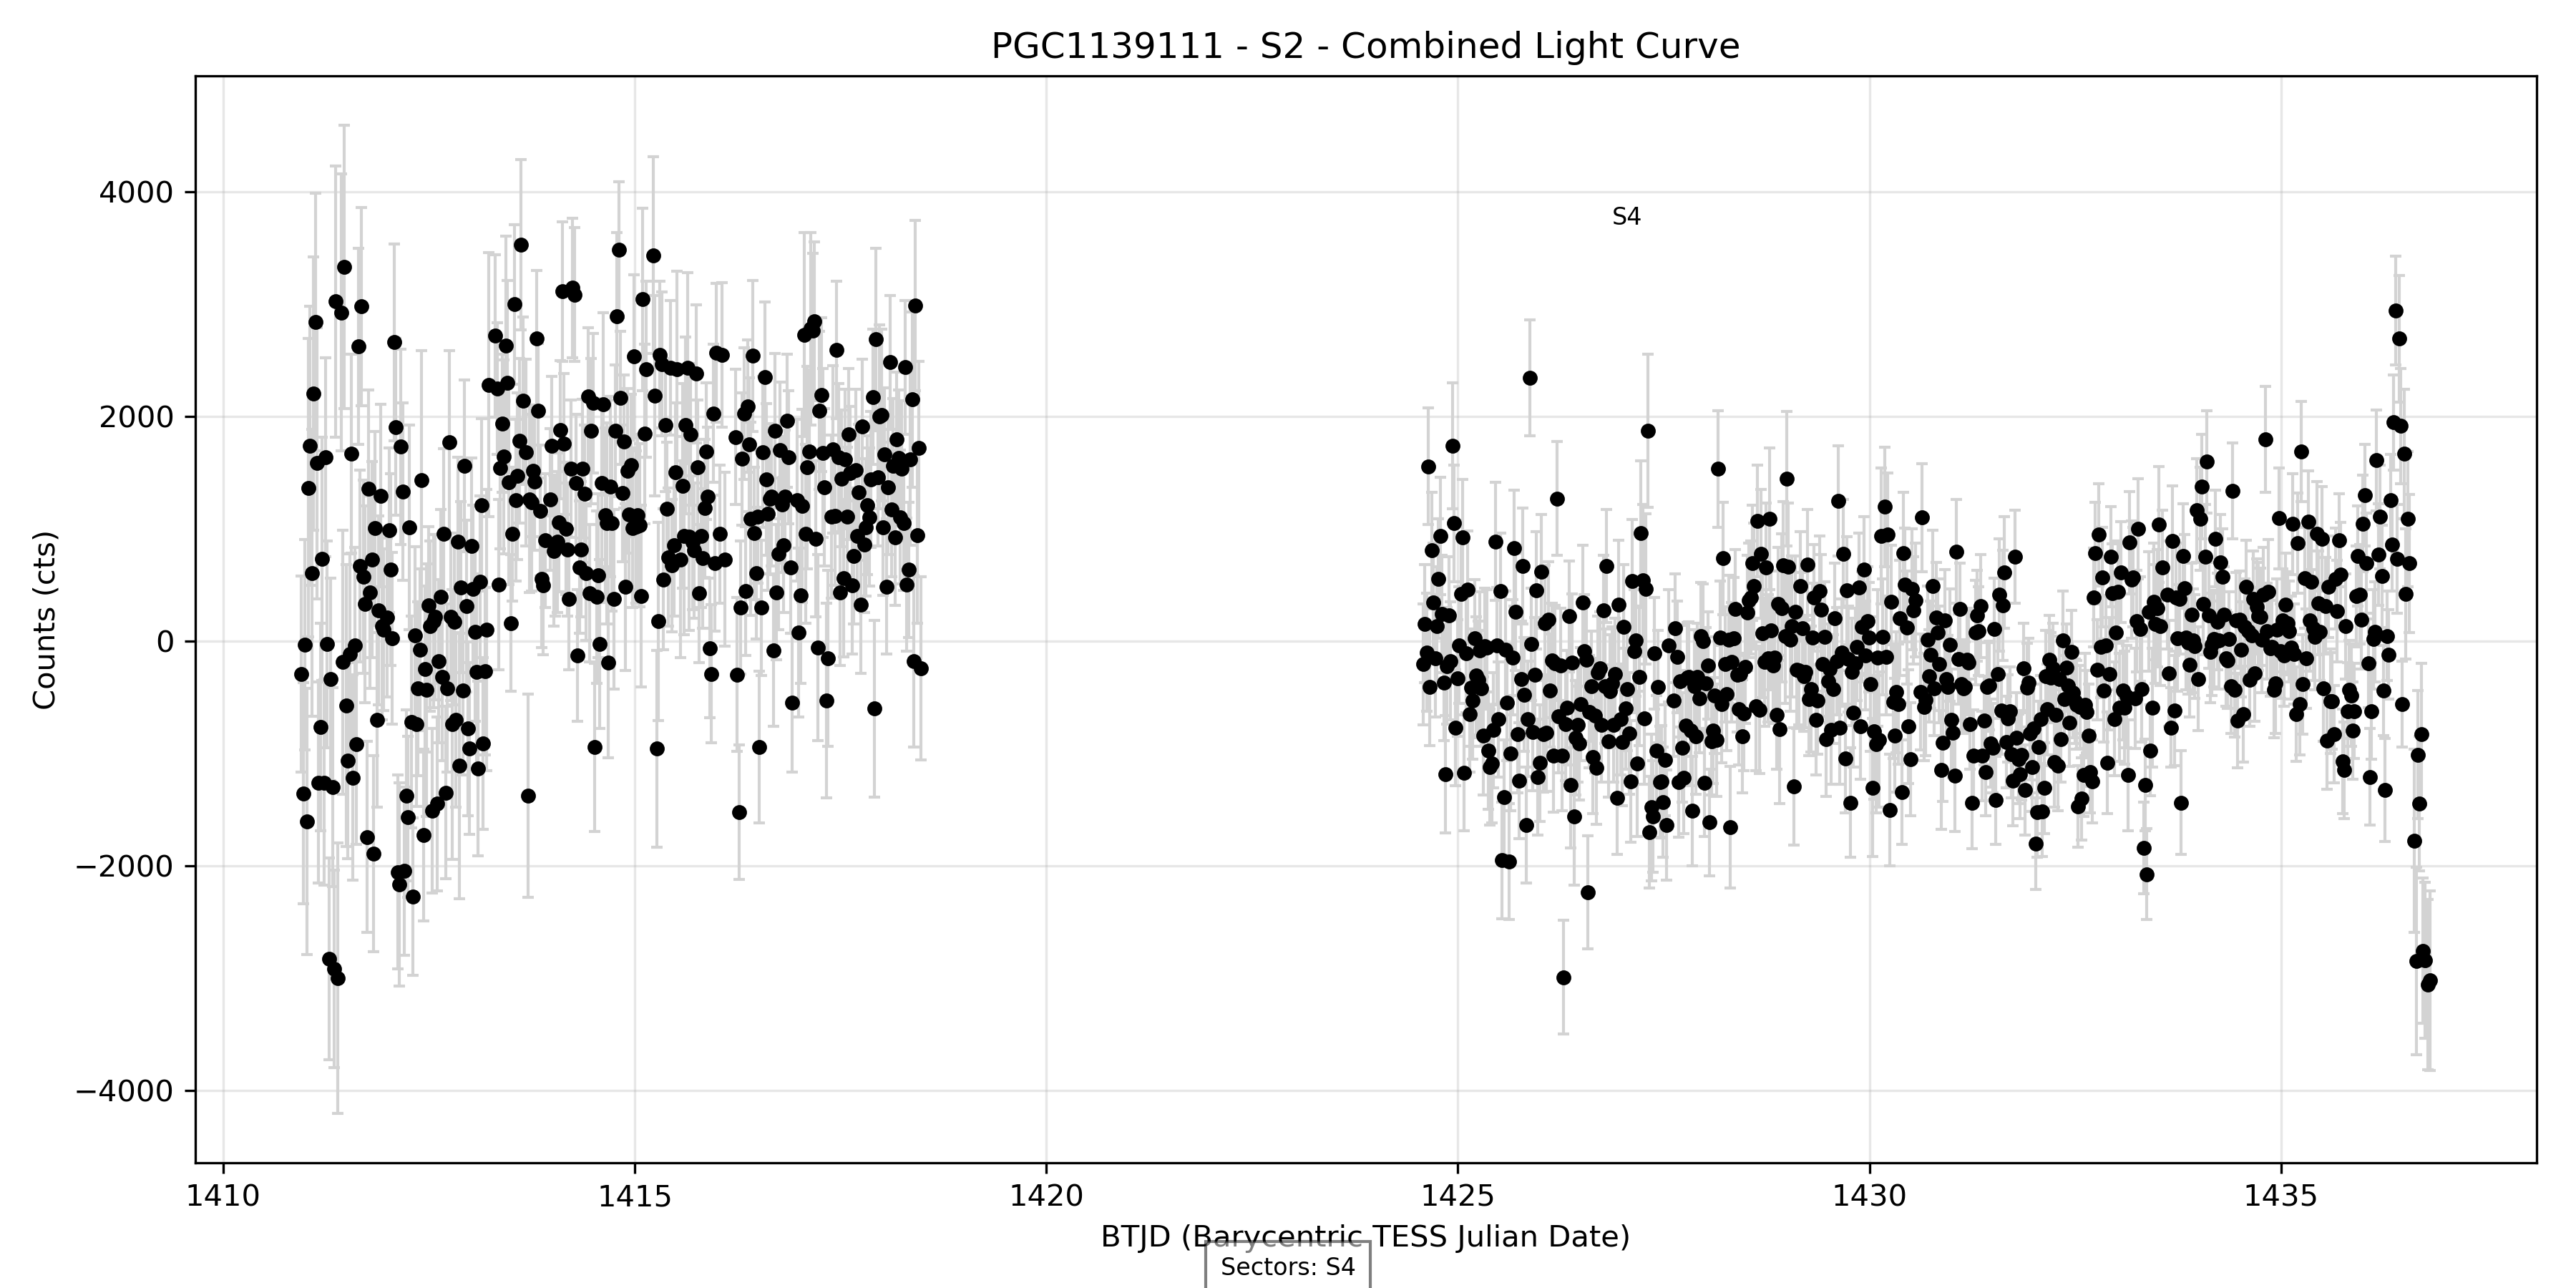 PGC1139111 - S2 - Combined Light Curve
Counts (cts)
4000
2000
0
−2000
−4000
S4
1410 1415 1420 1425 1430 1435
BTJD (Barycentric TESS Julian Date)
Sectors: S4